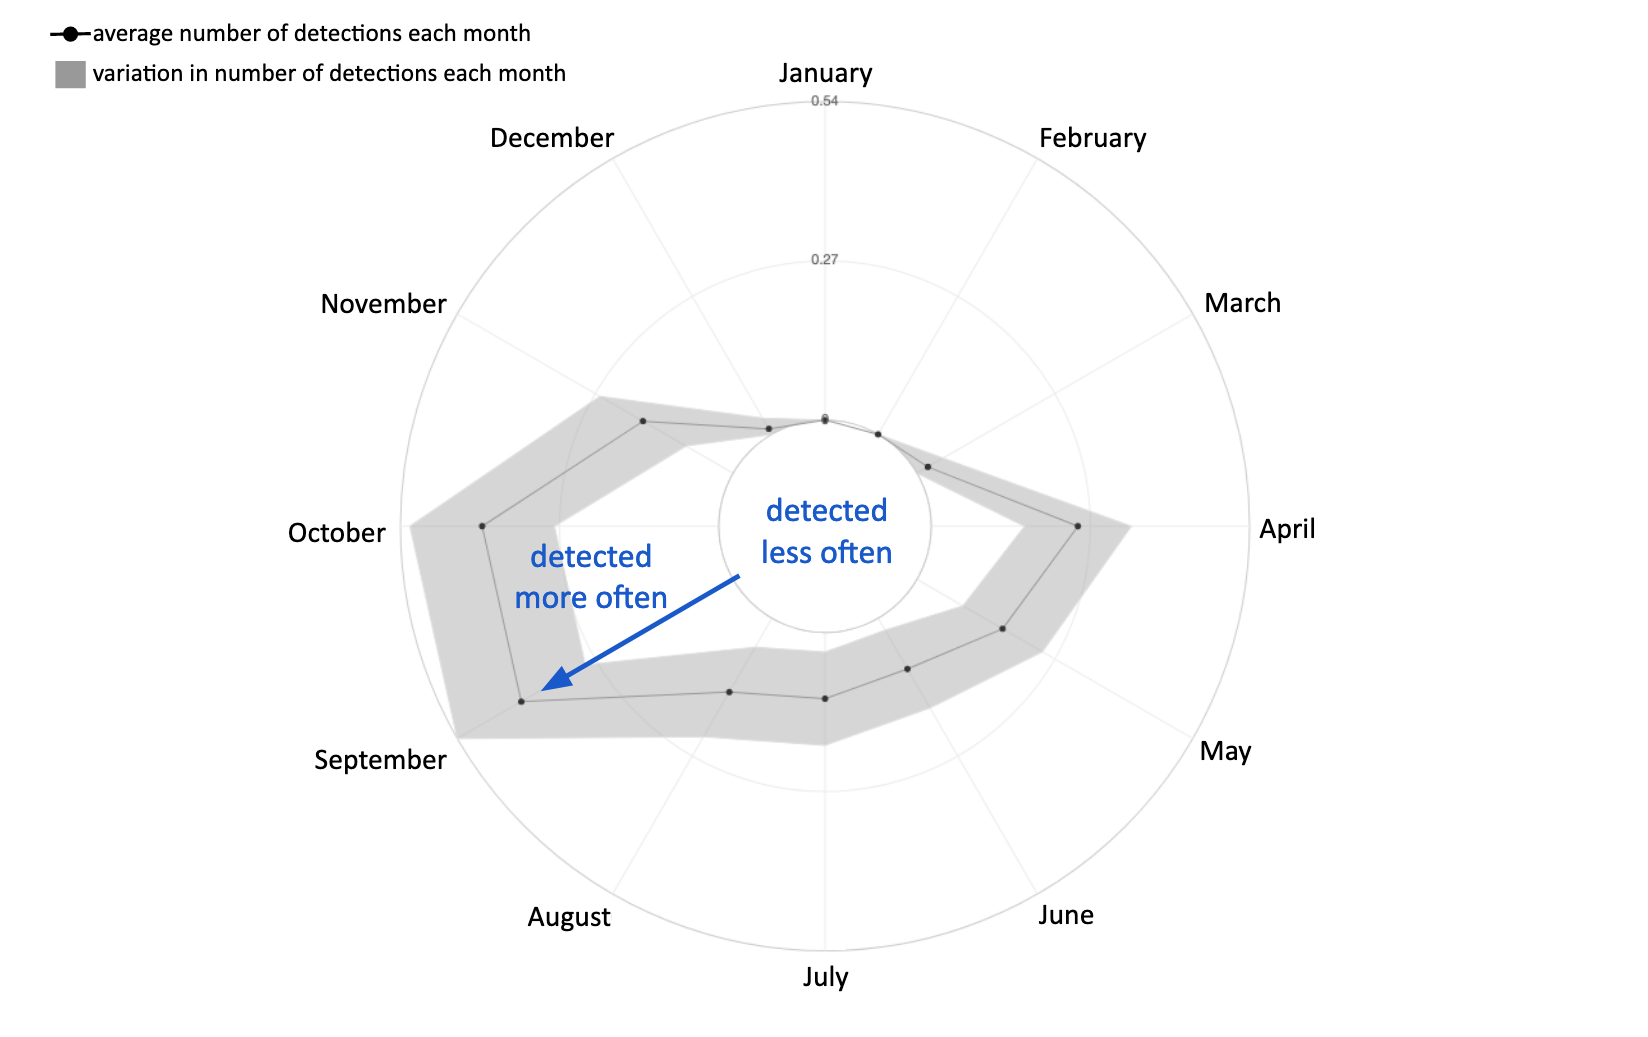 average number of detections each month
variation in number of detections each month
January
0.54
December
February
0.27
November
March
0
detected
less often
October
April
detected
more often
September
May
August
June
July